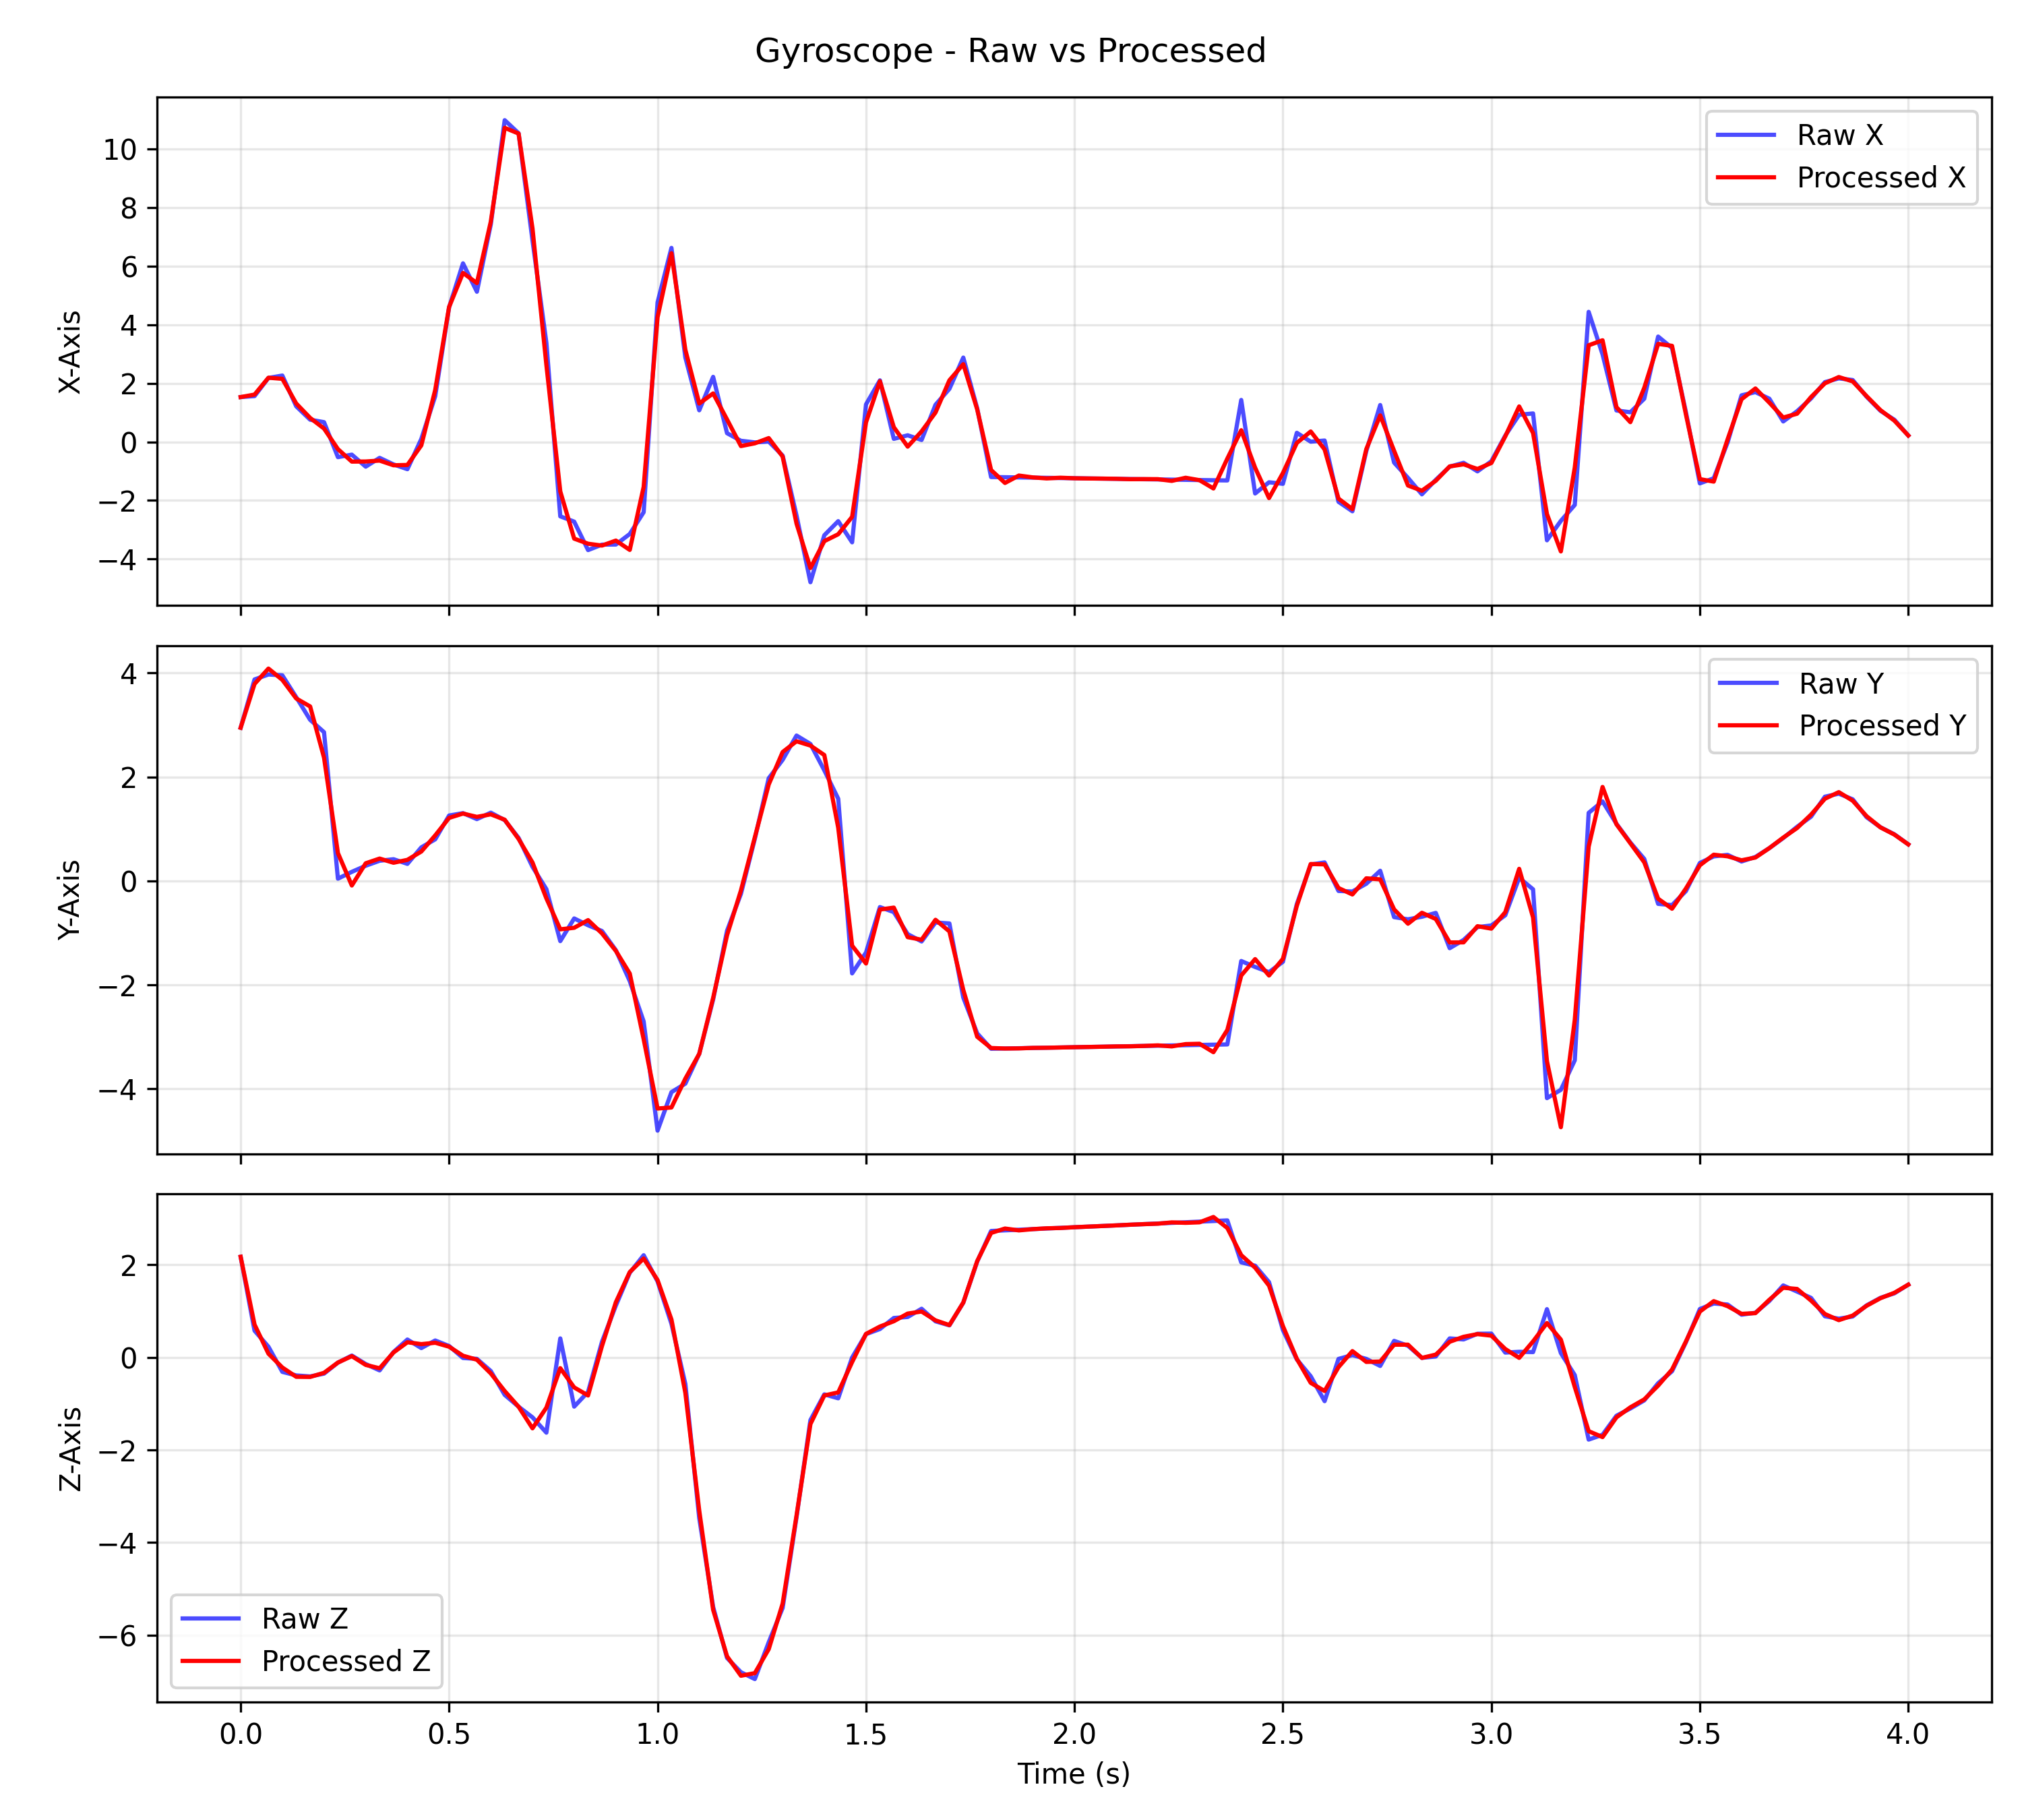 Gyroscope - Raw vs Processed
10
8
6
4
2
0
−2
−4
X-Axis
Raw X
Processed X
4
2
0
−2
−4
Y-Axis
Raw Y
Processed Y
2
0
−2
−4
−6
Z-Axis
Raw Z
Processed Z
0.0 0.5 1.0 1.5 2.0 2.5 3.0 3.5 4.0
Time (s)